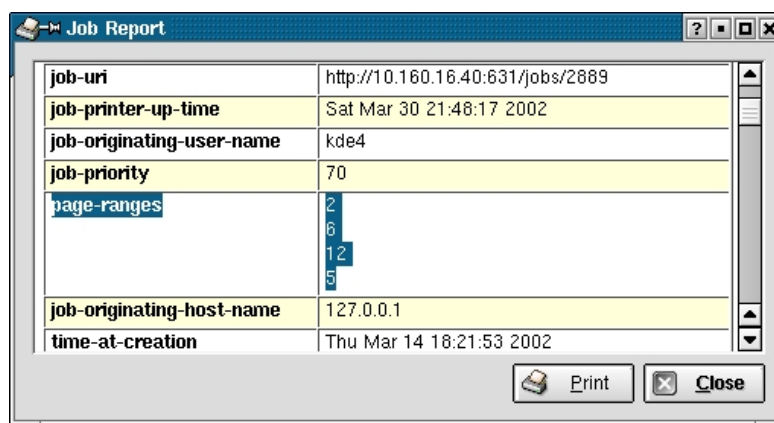 Job Report
job-uri http://10.160.16.40:631/jobs/2889
job-printer-up-time Sat Mar 30 21:48:17 2002
job-originating-user-name kde4
job-priority 70
page-ranges 2
6
12
5
job-originating-host-name 127.0.0.1
time-at-creation Thu Mar 14 18:21:53 2002
Print Close